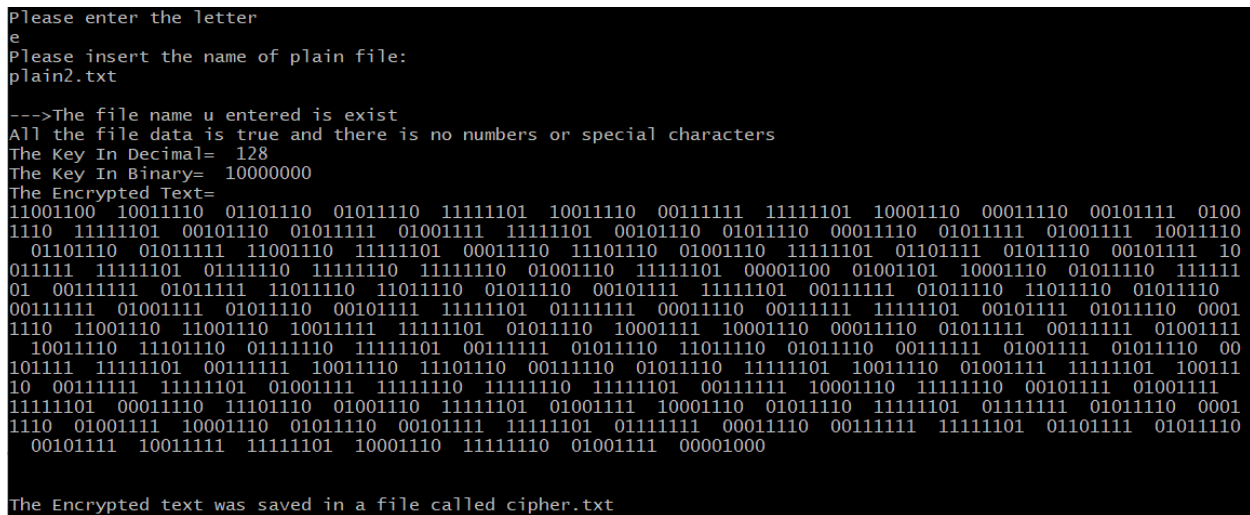 Please enter the letter
e
Please insert the name of plain file:
plain2.txt
--->The file name u entered is exist
All the file data is true and there is no numbers or special characters
The Key In Decimal=  128
The Key In Binary=  10000000
The Encrypted Text=
11001100  10011110  01101110  01011110  11111101  10011110  00111111  11111101  10001110  00011110  00101111  0100
1110  11111101  00101110  01011111  01001111  11111101  00101110  01011110  00011110  01011111  01001111  10011110
  01101110  01011111  11001110  11111101  00011110  11101110  01001110  11111101  01101111  01011110  00101111  10
011111  11111101  01111110  11111110  11111110  01001110  11111101  00001100  01001101  10001110  01011110  111111
01  00111111  01011111  11011110  11011110  01011110  00101111  11111101  00111111  01011110  11011110  01011110
00111111  01001111  01011110  00101111  11111101  01111111  00011110  00111111  11111101  00101111  01011110  0001
1110  11001110  11001110  10011111  11111101  01011110  10001111  10001110  00011110  01011111  00111111  01001111
  10011110  11101110  01111110  11111101  00111111  01011110  11011110  01011110  00111111  01001111  01011110  00
101111  11111101  00111111  10011110  11101110  00111110  01011110  11111101  10011110  01001111  11111101  100111
10  00111111  11111101  01001111  11111110  11111110  11111101  00111111  10001110  11111110  00101111  01001111
11111101  00011110  11101110  01001110  11111101  01001111  10001110  01011110  11111101  01111111  01011110  0001
1110  01001111  10001110  01011110  00101111  11111101  01111111  00011110  00111111  11111101  01101111  01011110
  00101111  10011111  11111101  10001110  11111110  01001111  00001000
The Encrypted text was saved in a file called cipher.txt